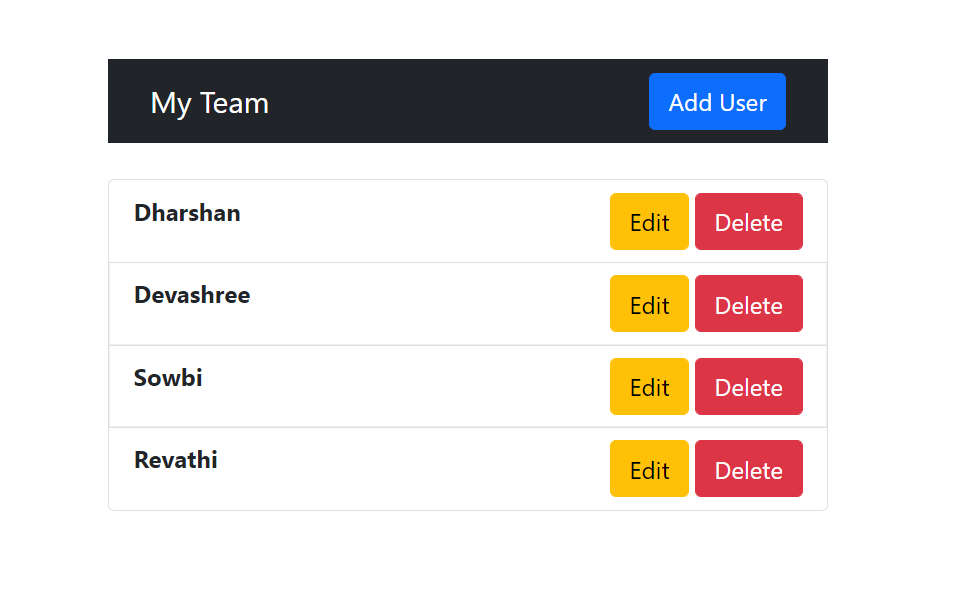 My Team Add User
Dharshan Edit Delete
Devashree Edit Delete
Sowbi Edit Delete
Revathi Edit Delete